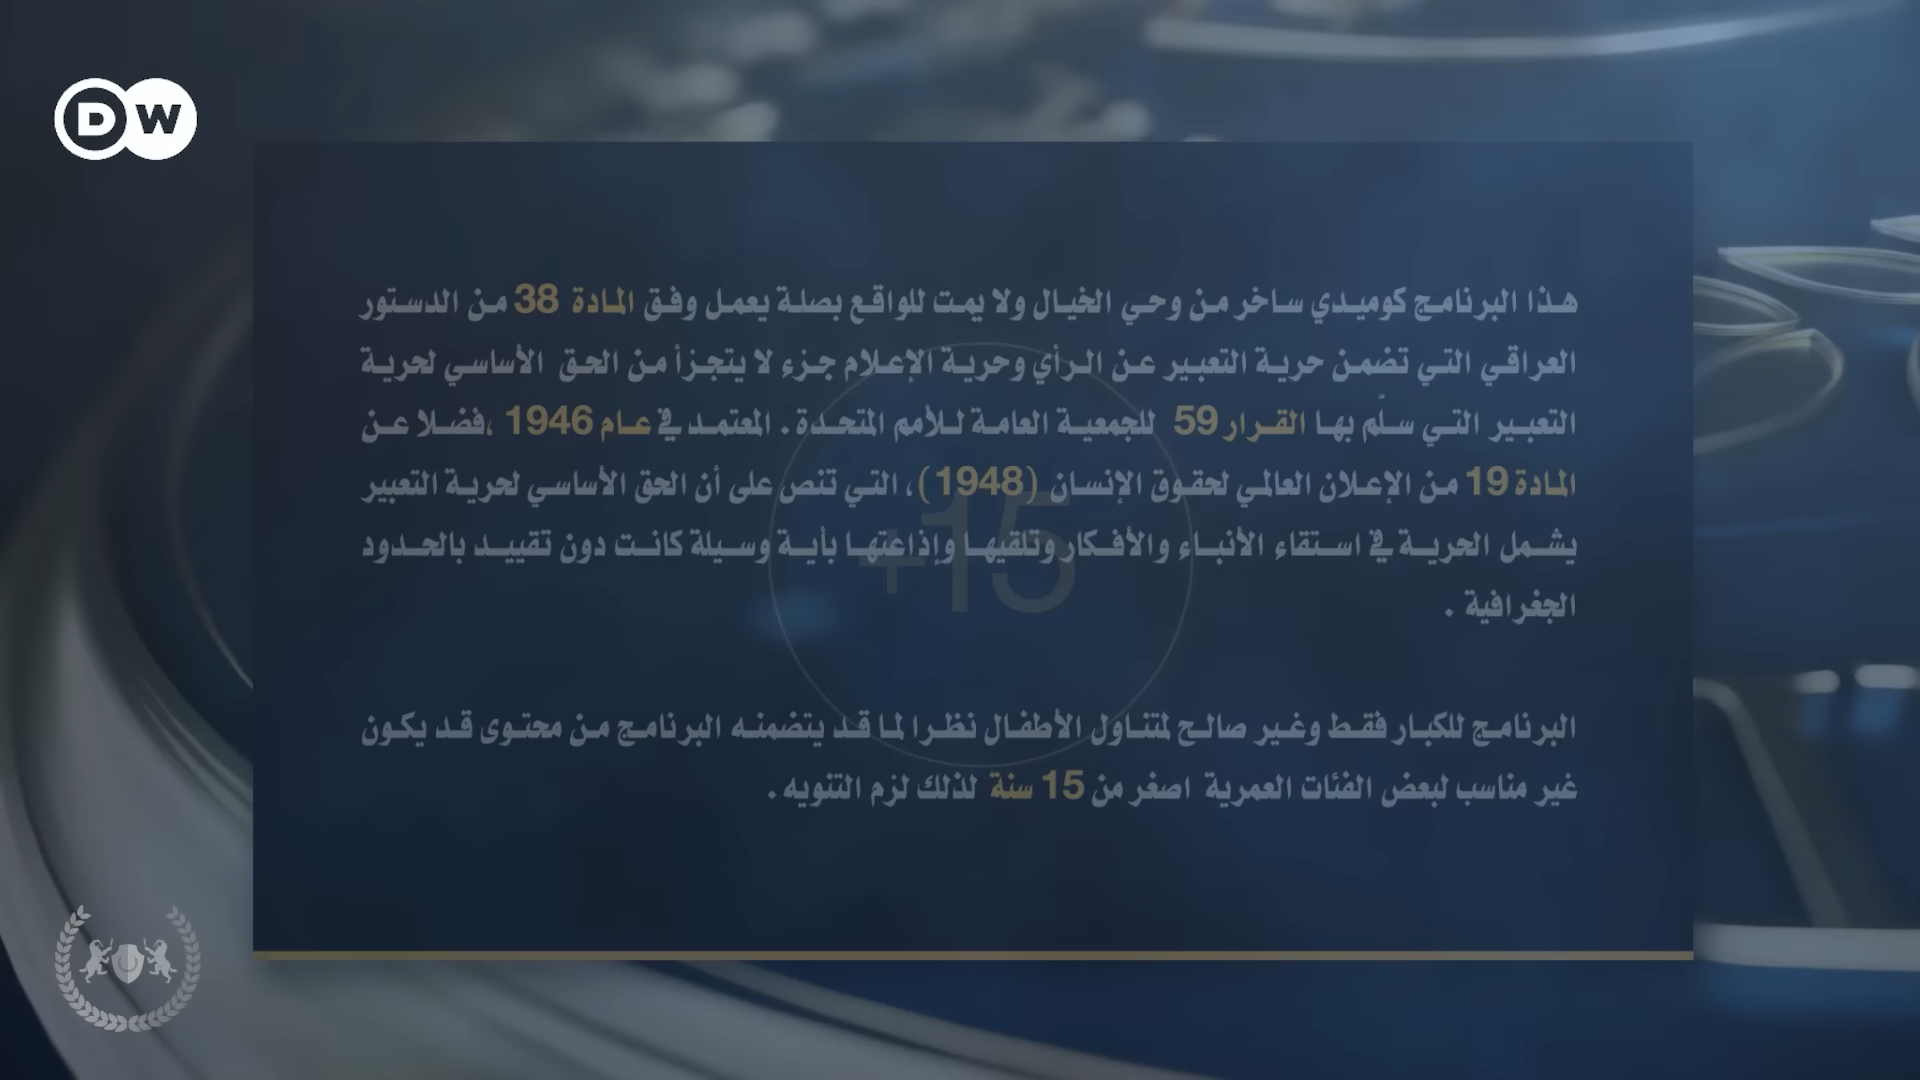 DW
هذا البرنامج كوميدي ساخر من وحي الخيال ولا يمت للواقع بصلة يعمل وفق المادة 38 من الدستور
العراقي التي تضمن حرية التعبير عن الرأي وحرية الإعلام جزء لا يتجزأ من الحق الأساسي لحرية
التعبير التي سلّم بها القرار 59 للجمعية العامة للأمم المتحدة. المعتمد في عام 1946 ،فضلا عن
المادة 19 من الإعلان العالمي لحقوق الإنسان (1948)، التي تنص على أن الحق الأساسي لحرية التعبير
يشمل الحرية في استقاء الأنباء والأفكار وتلقيها وإذاعتها بأية وسيلة كانت دون تقييد بالحدود
الجغرافية .
+15
البرنامج للكبار فقط وغير صالح لمتناول الأطفال نظرا لما قد يتضمنه البرنامج من محتوى قد يكون
غير مناسب لبعض الفئات العمرية اصغر من 15 سنة لذلك لزم التنويه .